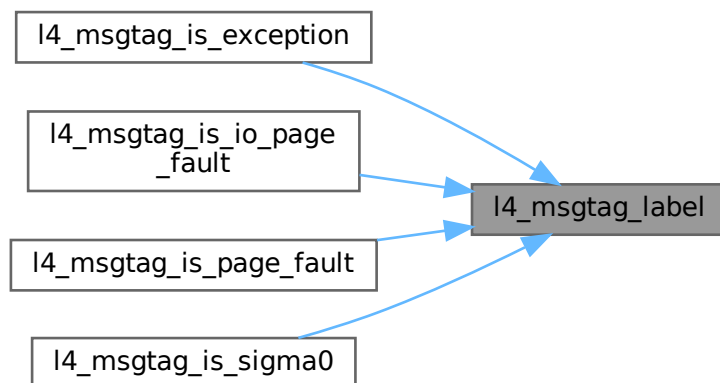 l4_msgtag_is_exception
l4_msgtag_is_io_page
_fault
l4_msgtag_label
l4_msgtag_is_page_fault
l4_msgtag_is_sigma0